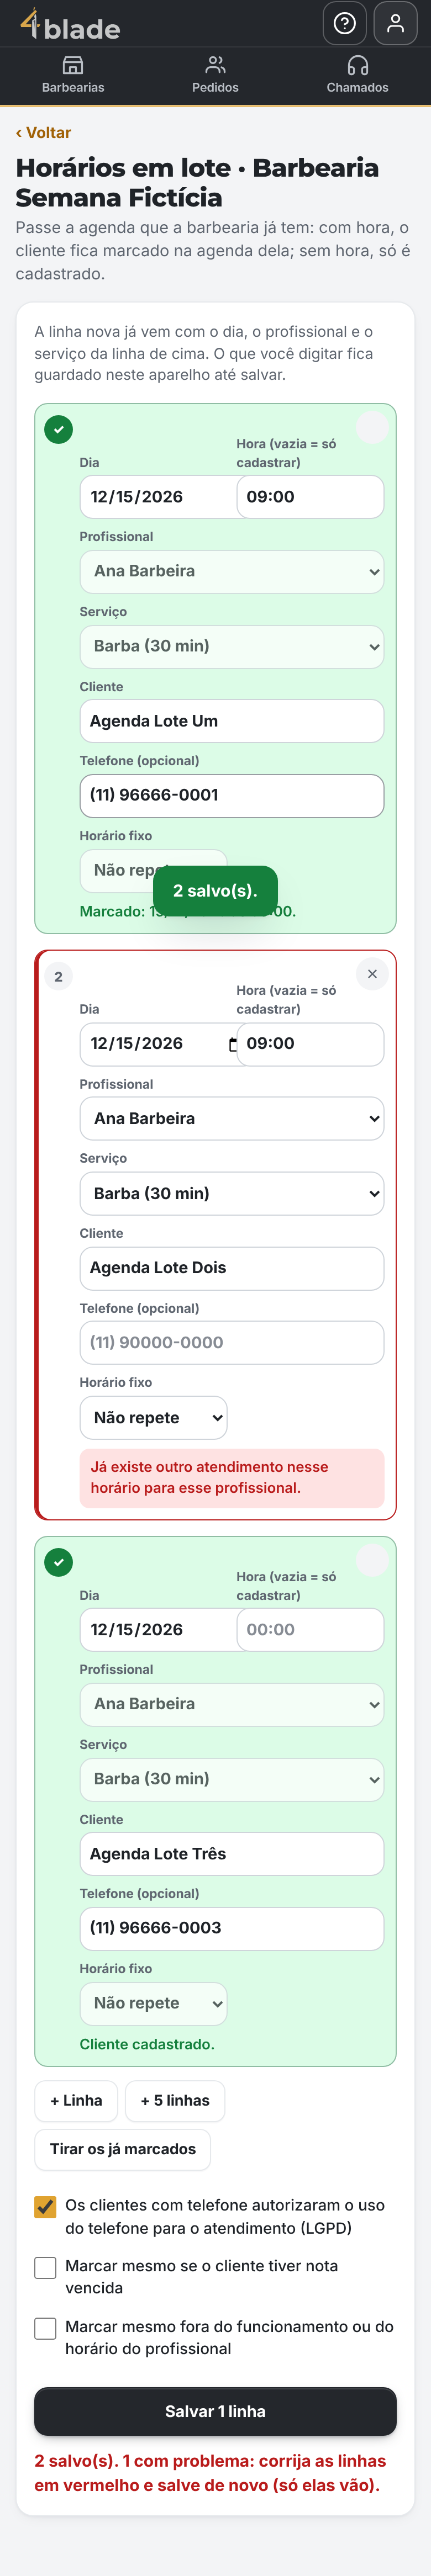 4blade
Barbearias
Pedidos
Chamados
‹ Voltar
Horários em lote · Barbearia
Semana Fictícia
Passe a agenda que a barbearia já tem: com hora, o
cliente fica marcado na agenda dela; sem hora, só é
cadastrado.
A linha nova já vem com o dia, o profissional e o
serviço da linha de cima. O que você digitar fica
guardado neste aparelho até salvar.
Dia
Hora (vazia = só
cadastrar)
12/15/2026
09:00
Profissional
Ana Barbeira
Serviço
Barba (30 min)
Cliente
Agenda Lote Um
Telefone (opcional)
(11) 96666-0001
Horário fixo
Não
2 salvo(s).
Marcado:
2
Dia
Hora (vazia = só
cadastrar)
12/15/2026
09:00
Profissional
Ana Barbeira
Serviço
Barba (30 min)
Cliente
Agenda Lote Dois
Telefone (opcional)
(11) 90000-0000
Horário fixo
Não repete
Já existe outro atendimento nesse
horário para esse profissional.
Dia
Hora (vazia = só
cadastrar)
12/15/2026
00:00
Profissional
Ana Barbeira
Serviço
Barba (30 min)
Cliente
Agenda Lote Três
Telefone (opcional)
(11) 96666-0003
Horário fixo
Não repete
Cliente cadastrado.
+ Linha
+ 5 linhas
Tirar os já marcados
Os clientes com telefone autorizaram o uso
do telefone para o atendimento (LGPD)
Marcar mesmo se o cliente tiver nota
vencida
Marcar mesmo fora do funcionamento ou do
horário do profissional
Salvar 1 linha
2 salvo(s). 1 com problema: corrija as linhas
em vermelho e salve de novo (só elas vão).